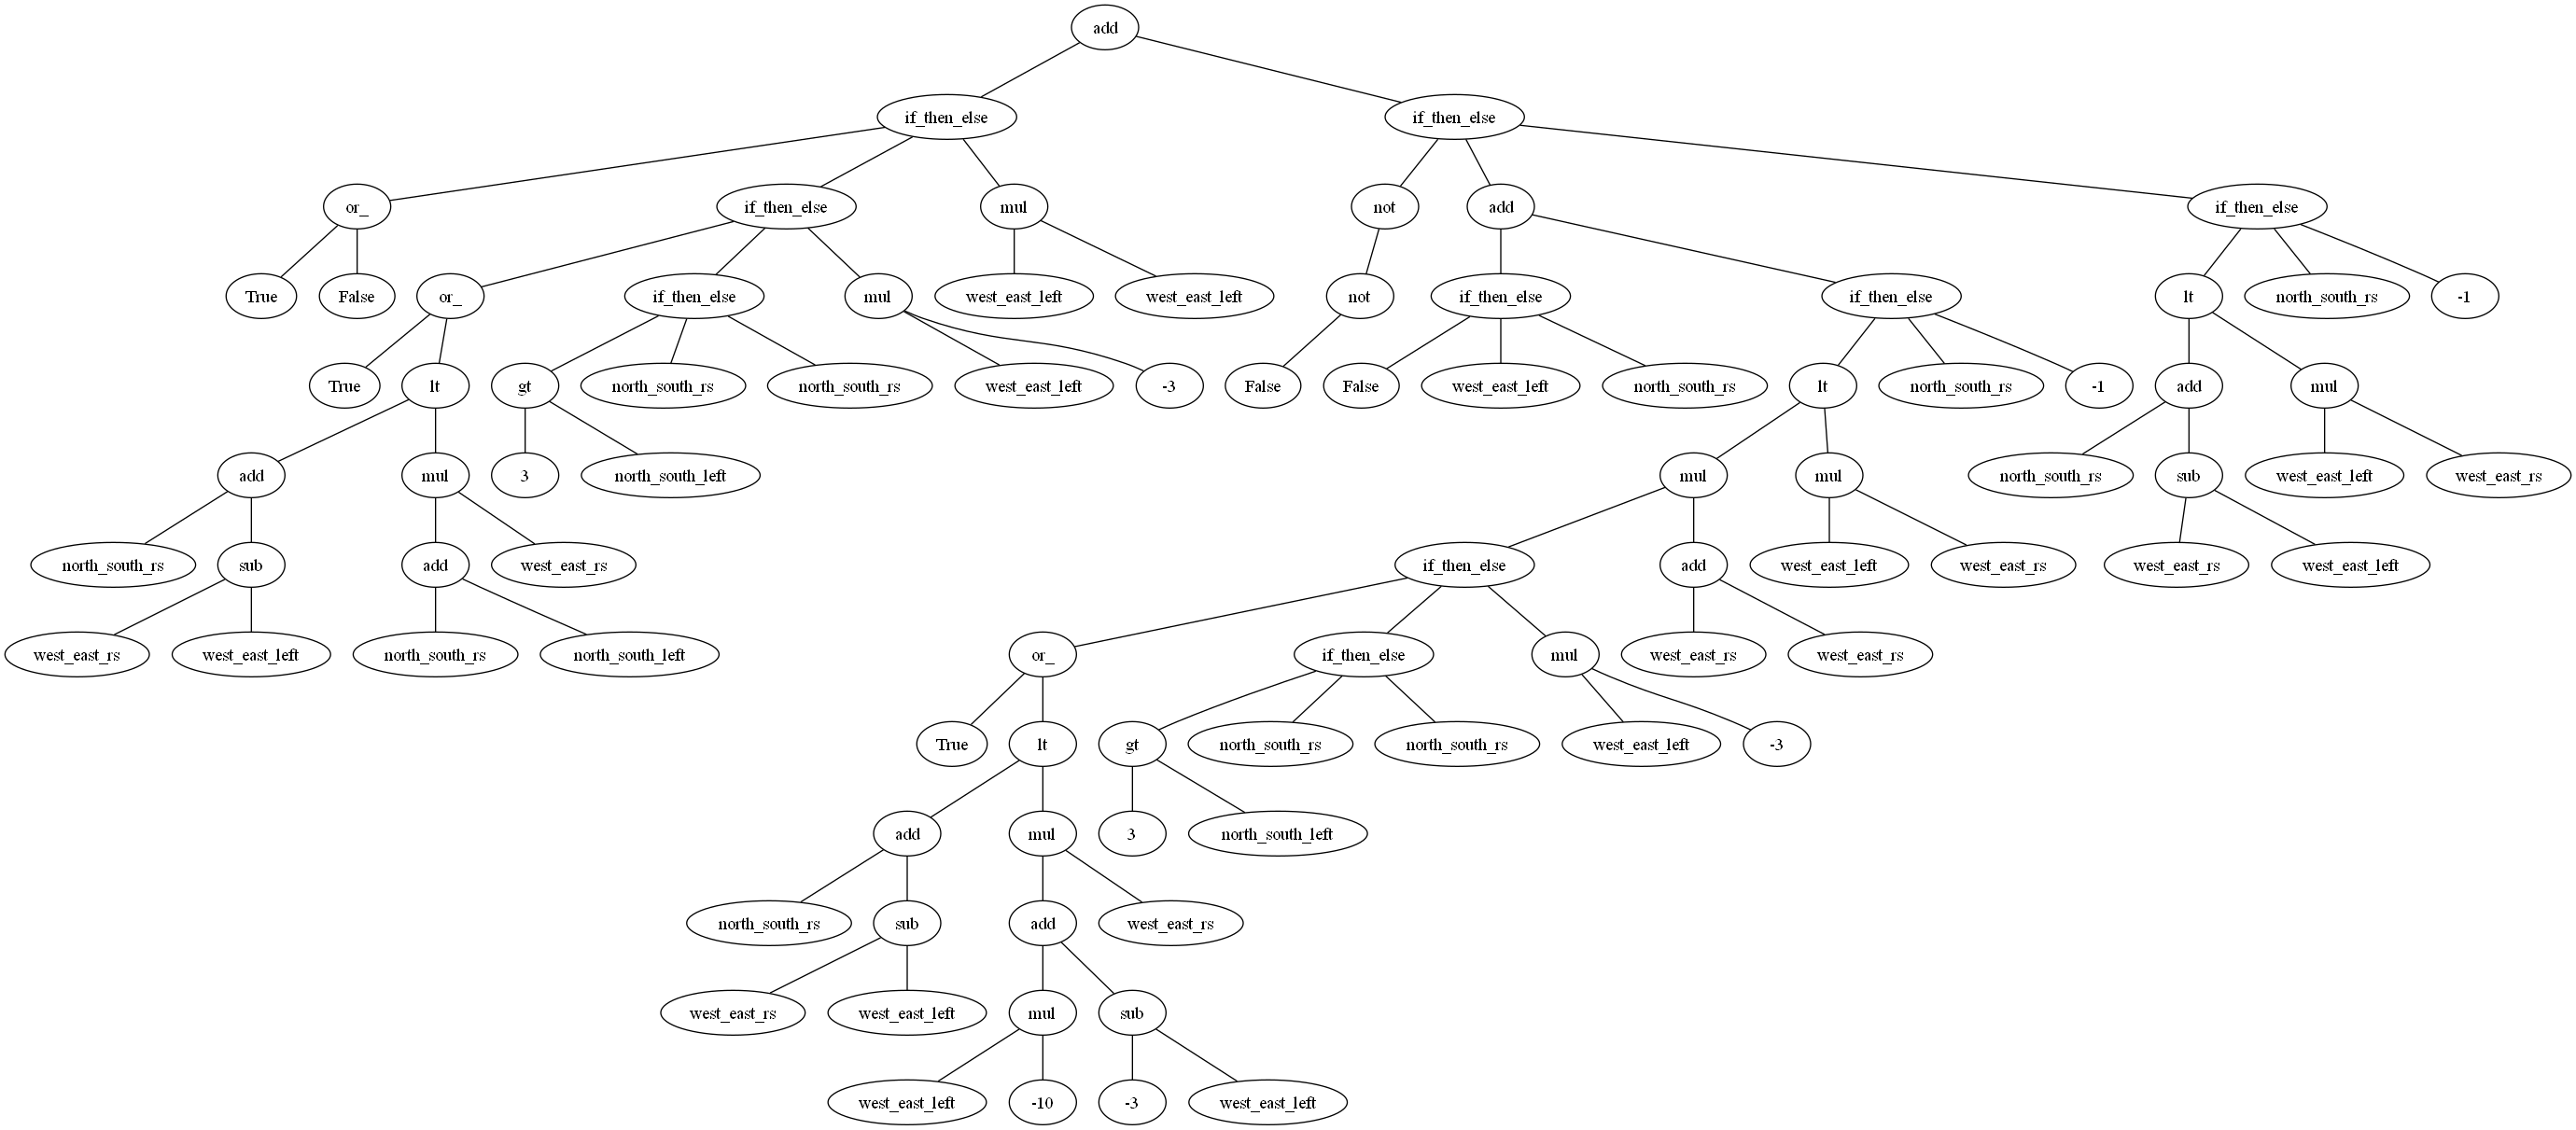 add
if_then_else if_then_else
or_ if_then_else mul not add if_then_else
True False or_ if_then_else mul west_east_left west_east_left not if_then_else if_then_else lt north_south_rs -1
True lt gt north_south_rs north_south_rs west_east_left -3 False False west_east_left north_south_rs lt north_south_rs -1 add mul
add mul 3 north_south_left mul mul north_south_rs sub west_east_left west_east_rs
north_south_rs sub add west_east_rs if_then_else add west_east_left west_east_rs west_east_rs west_east_left
west_east_rs west_east_left north_south_rs north_south_left or_ if_then_else mul west_east_rs west_east_rs
True lt gt north_south_rs north_south_rs west_east_left -3
add mul 3 north_south_left
north_south_rs sub add west_east_rs
west_east_rs west_east_left mul sub
west_east_left -10 -3 west_east_left